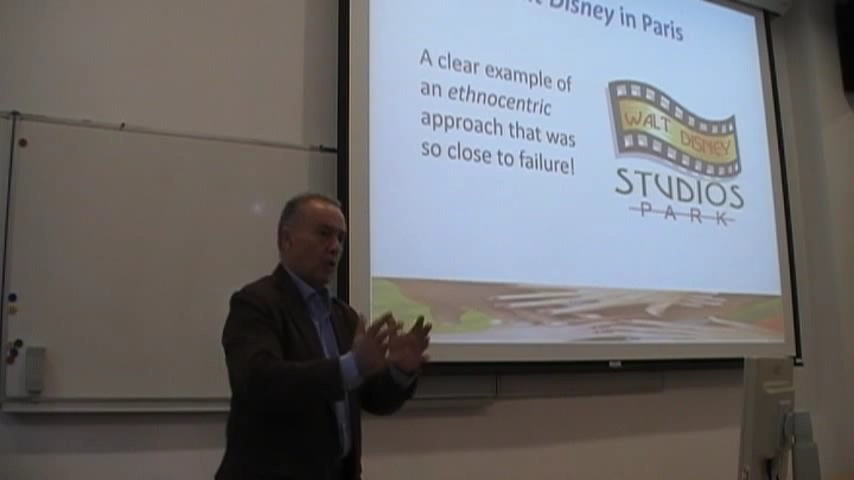 Disney in Paris
A clear example of
an ethnocentric
approach that was
so close to failure!
WALT DISNEY
STUDIOS
PARK